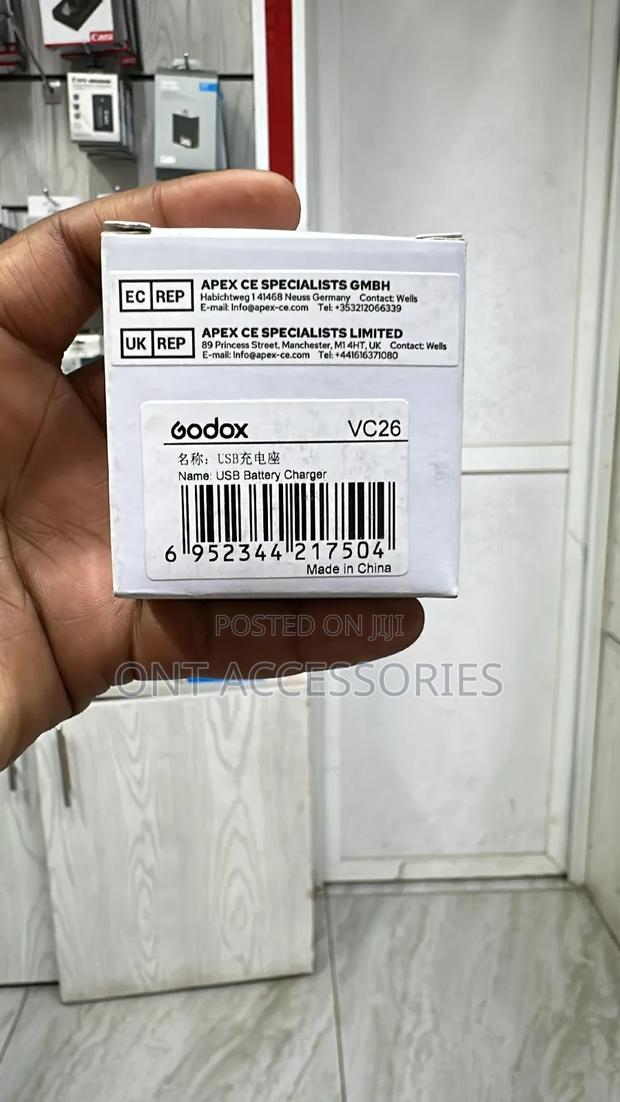 EC REP
APEX CE SPECIALISTS GMBH
Habichtweg 1 41468 Neuss Germany Contact: Wells
E-mail: Info@apex-ce.com Tel: +353212066339
UK REP
APEX CE SPECIALISTS LIMITED
89 Princess Street, Manchester, M1 4HT, UK Contact: Wells
E-mail: Info@apex-ce.com Tel: +441616371080
Godox VC26
名称: USB充电座
Name: USB Battery Charger
6 952344 217504
Made in China
POSTED ON JIJI
ONT ACCESSORIES